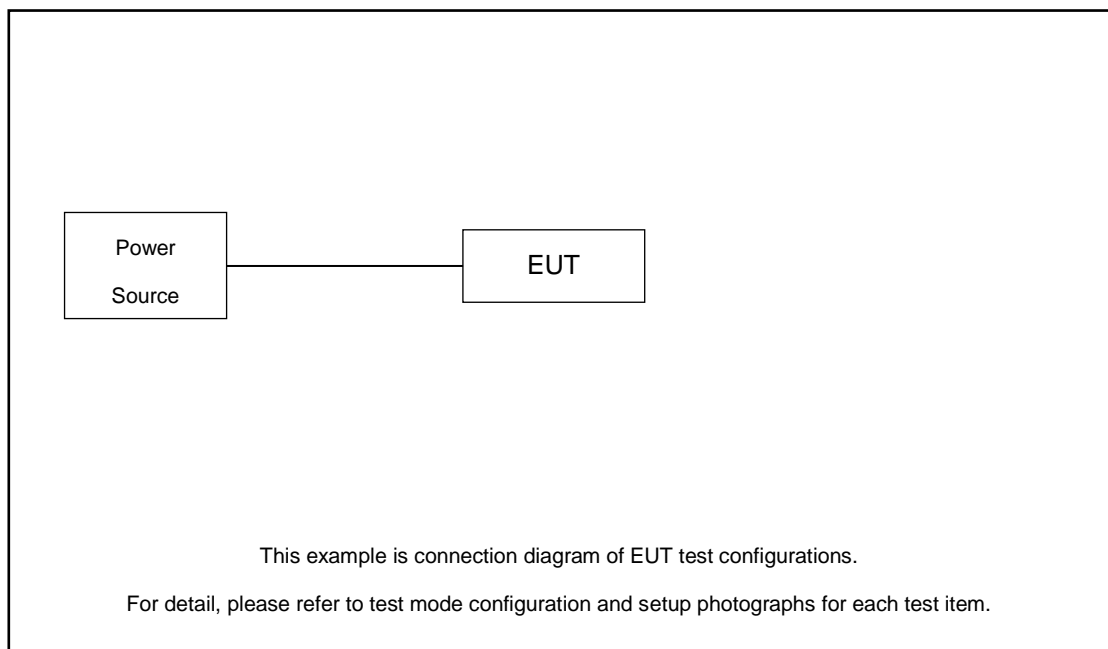 Power
Source
EUT
This example is connection diagram of EUT test configurations.
For detail, please refer to test mode configuration and setup photographs for each test item.